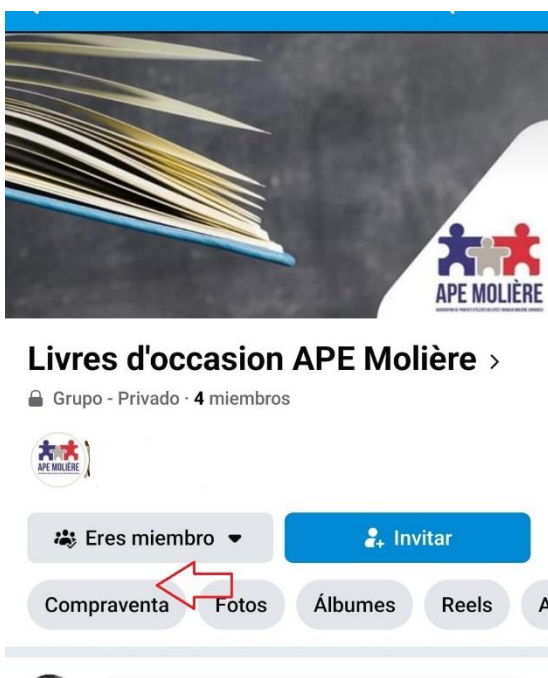 APE MOLIÈRE
Livres d'occasion APE Molière >
Grupo - Privado · 4 miembros
APE MOLIÈRE
Eres miembro
Invitar
Compraventa
Fotos
Álbumes
Reels
A